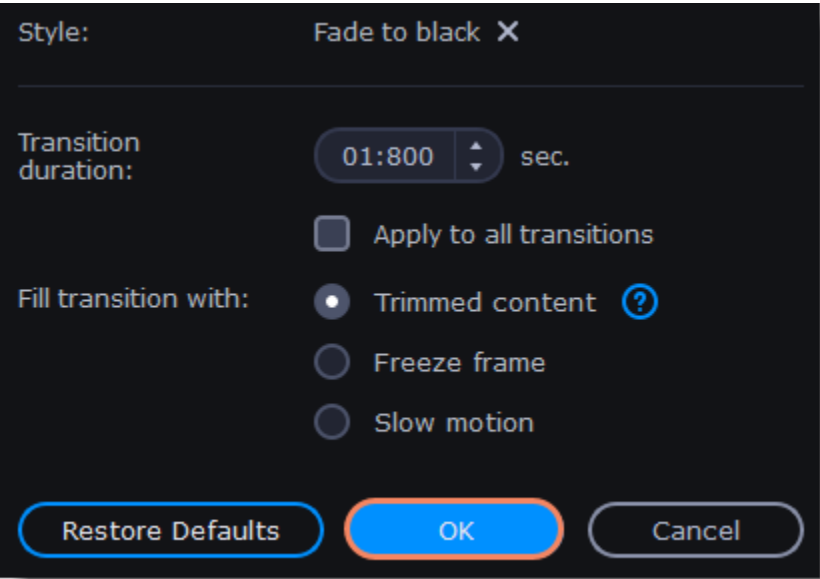 Style: Fade to black ✕
Transition
duration:
01:800 sec.
Apply to all transitions
Fill transition with: Trimmed content ?
Freeze frame
Slow motion
Restore Defaults OK Cancel